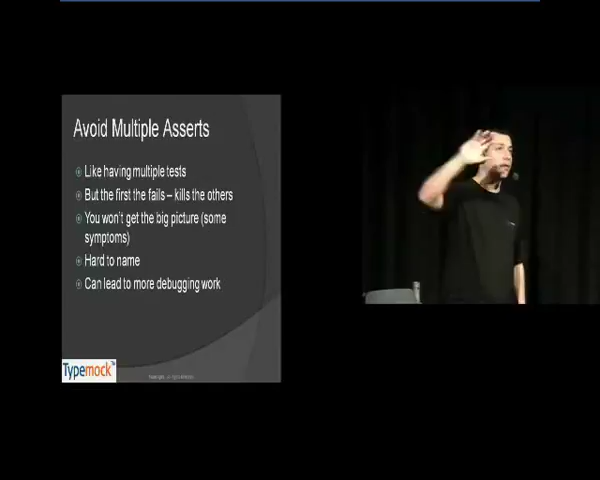 Avoid Multiple Asserts
Like having multiple tests
But the first the fails – kills the others
You won't get the big picture (some
symptoms)
Hard to name
Can lead to more debugging work
Typemock